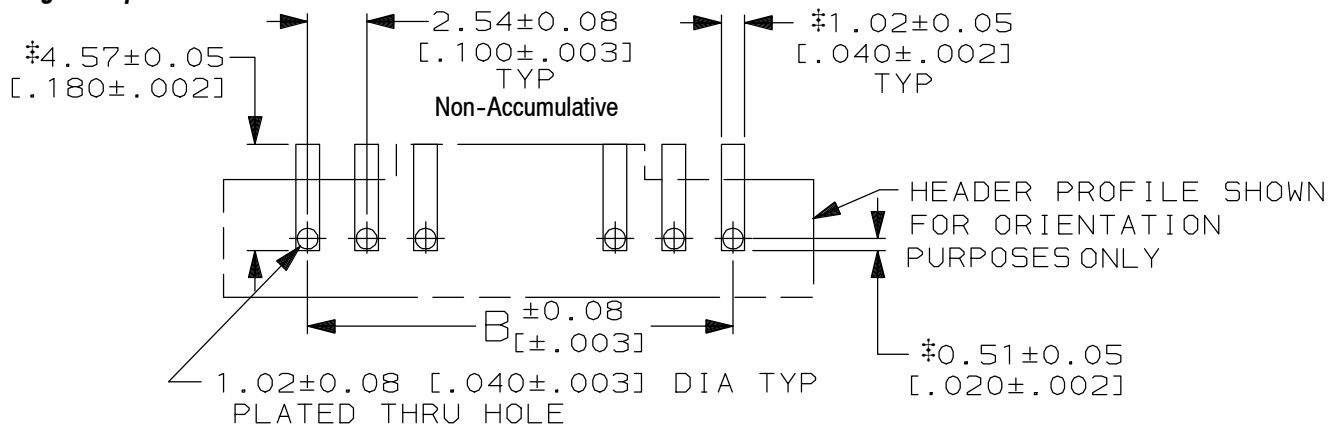 2.54±0.08
[.100±.003]
TYP
Non-Accumulative
‡1.02±0.05
[.040±.002]
TYP
‡4.57±0.05
[.180±.002]
HEADER PROFILE SHOWN
FOR ORIENTATION
PURPOSES ONLY
B ±0.08
[±.003]
‡0.51±0.05
[.020±.002]
1.02±0.08 [.040±.003] DIA TYP
PLATED THRU HOLE